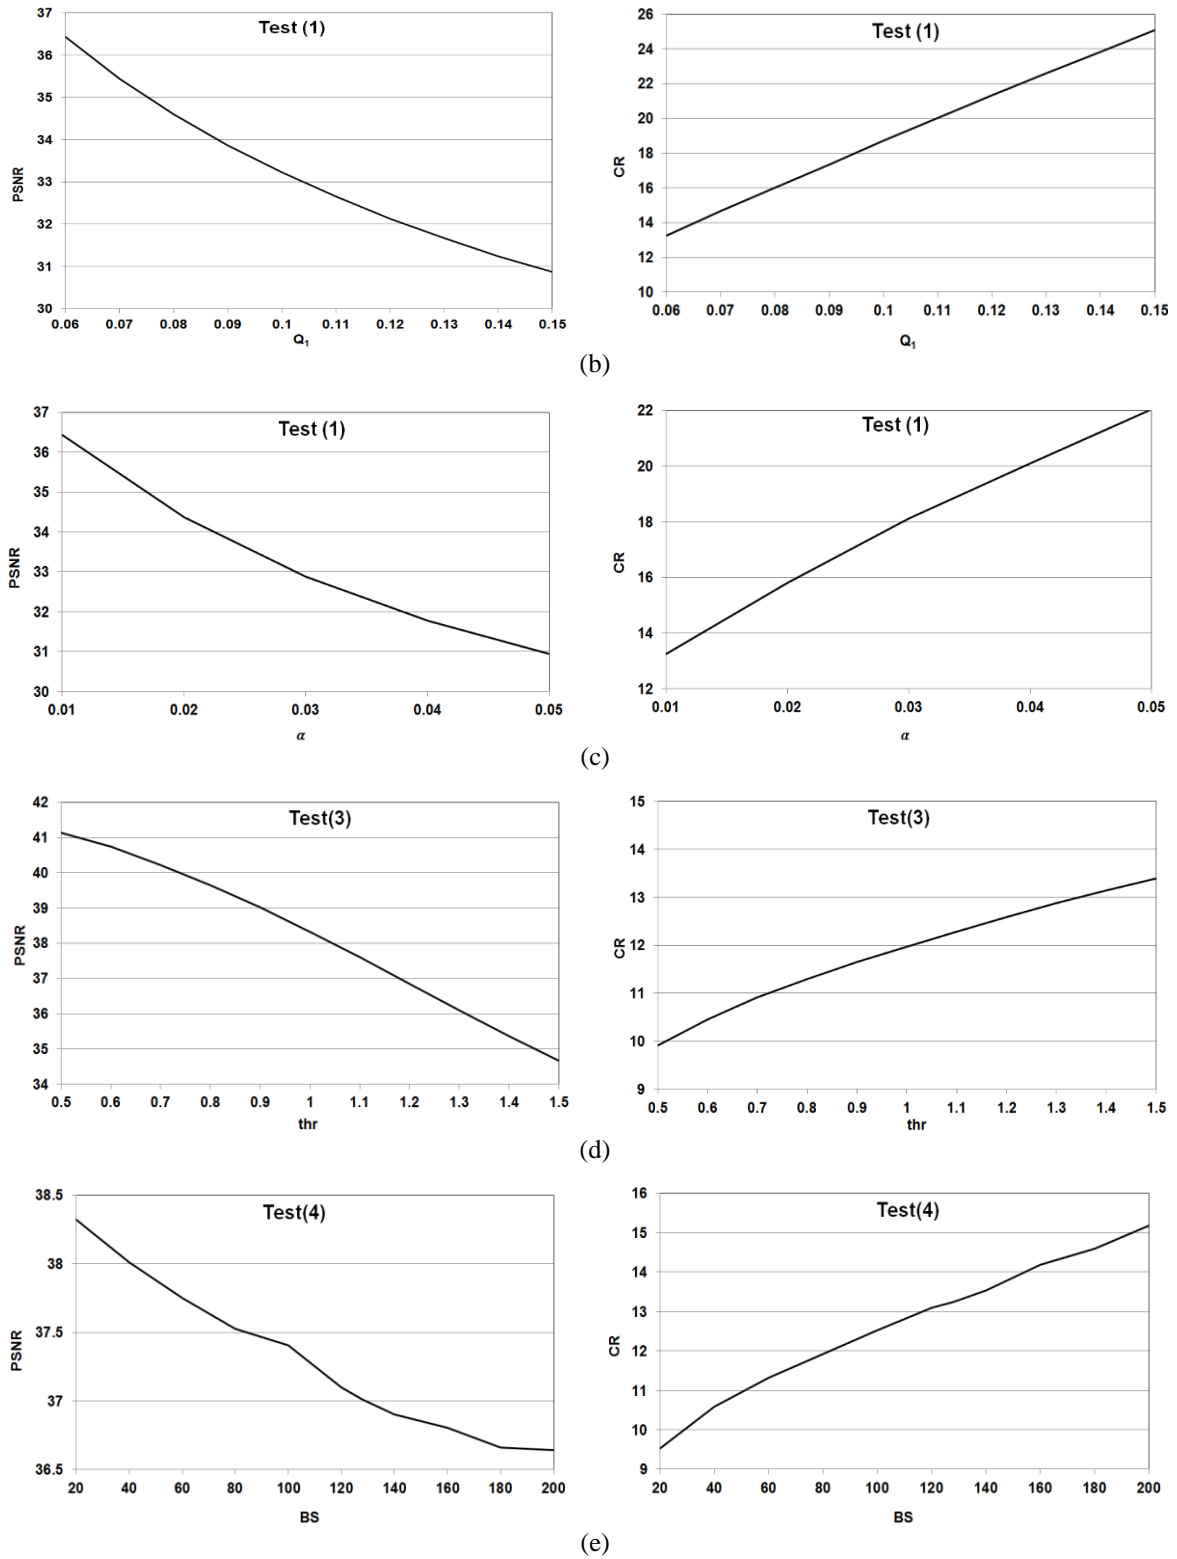 Test (1)
PSNR
37
36
35
34
33
32
31
30
0.06 0.07 0.08 0.09 0.1 0.11 0.12 0.13 0.14 0.15
Q1
Test (1)
CR
26
24
22
20
18
16
14
12
10
0.06 0.07 0.08 0.09 0.1 0.11 0.12 0.13 0.14 0.15
Q1
(b)
Test (1)
PSNR
37
36
35
34
33
32
31
30
0.01 0.02 0.03 0.04 0.05
α
Test (1)
CR
22
20
18
16
14
12
0.01 0.02 0.03 0.04 0.05
α
(c)
Test(3)
PSNR
42
41
40
39
38
37
36
35
34
0.5 0.6 0.7 0.8 0.9 1 1.1 1.2 1.3 1.4 1.5
thr
Test(3)
CR
15
14
13
12
11
10
9
0.5 0.6 0.7 0.8 0.9 1 1.1 1.2 1.3 1.4 1.5
thr
(d)
Test(4)
PSNR
38.5
38
37.5
37
36.5
20 40 60 80 100 120 140 160 180 200
BS
Test(4)
CR
16
15
14
13
12
11
10
9
20 40 60 80 100 120 140 160 180 200
BS
(e)